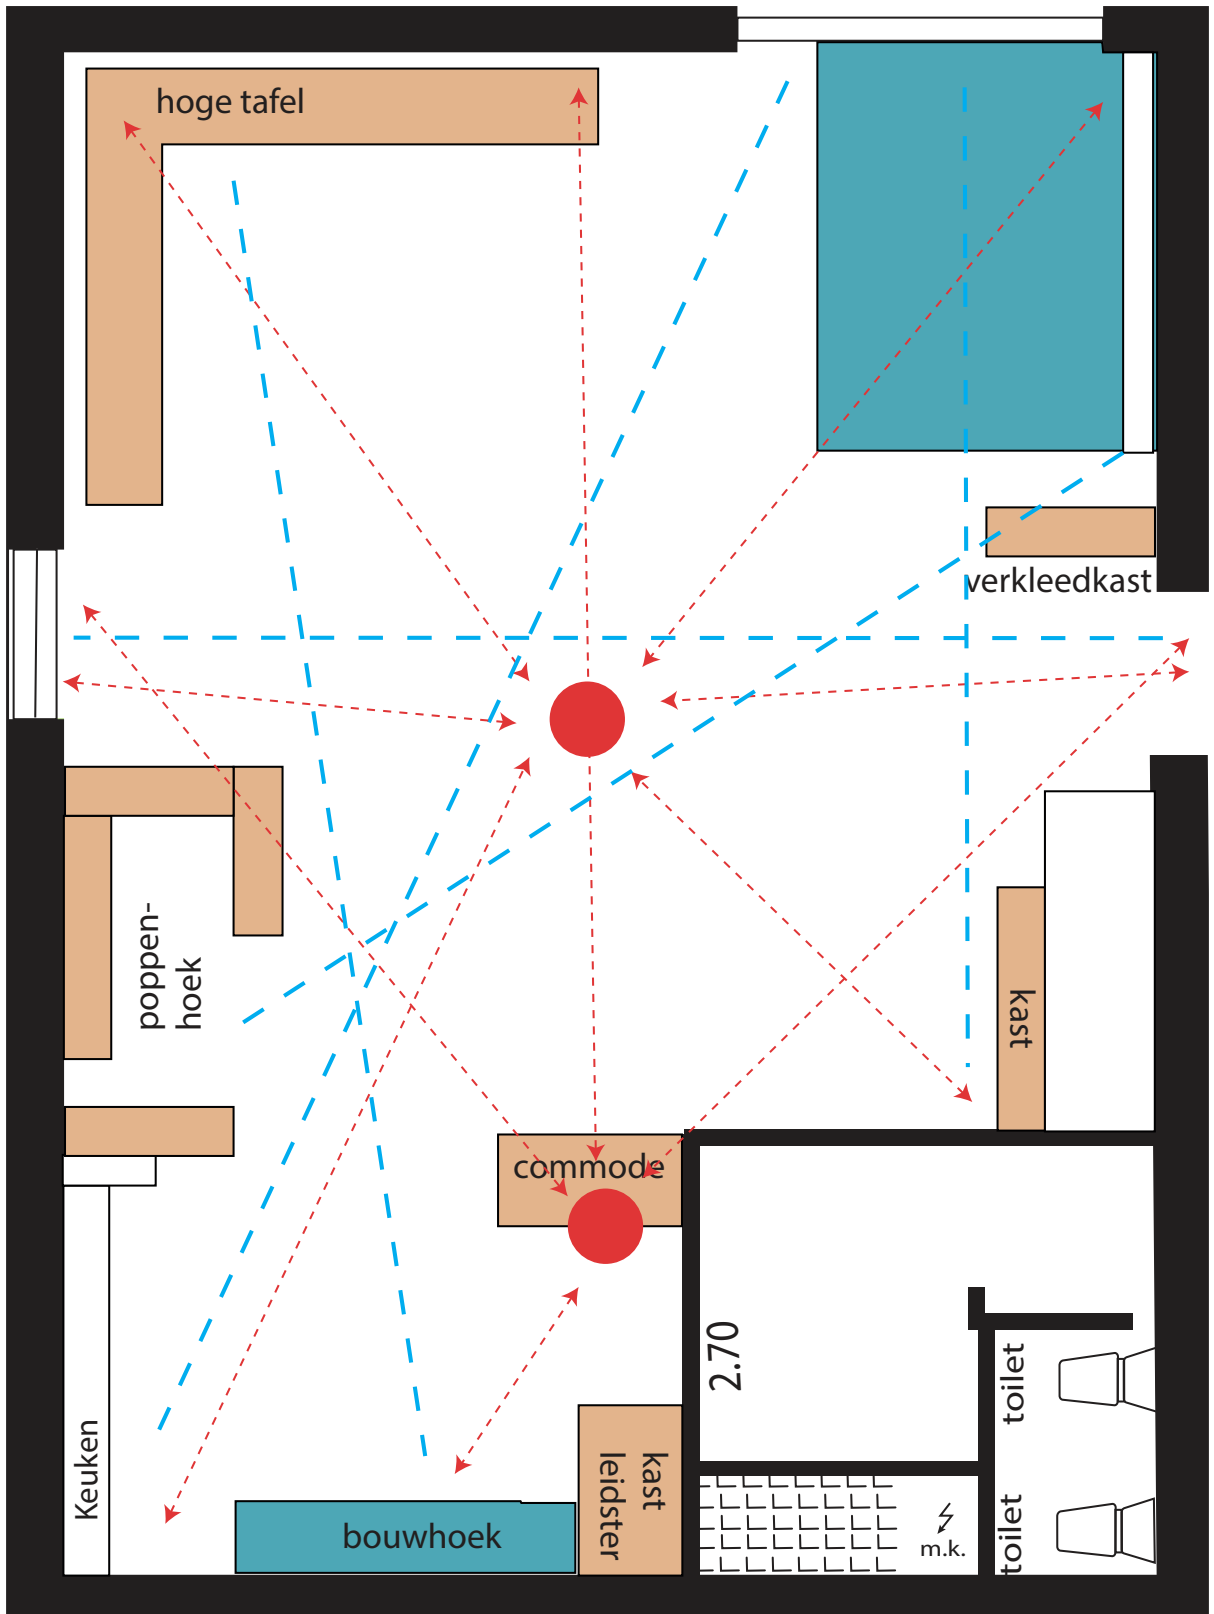 hoge tafel
verkleedkast
poppen-
hoek
kast
commode
2.70
toilet
Keuken
kast
leidster
bouwhoek
toilet
m.k.